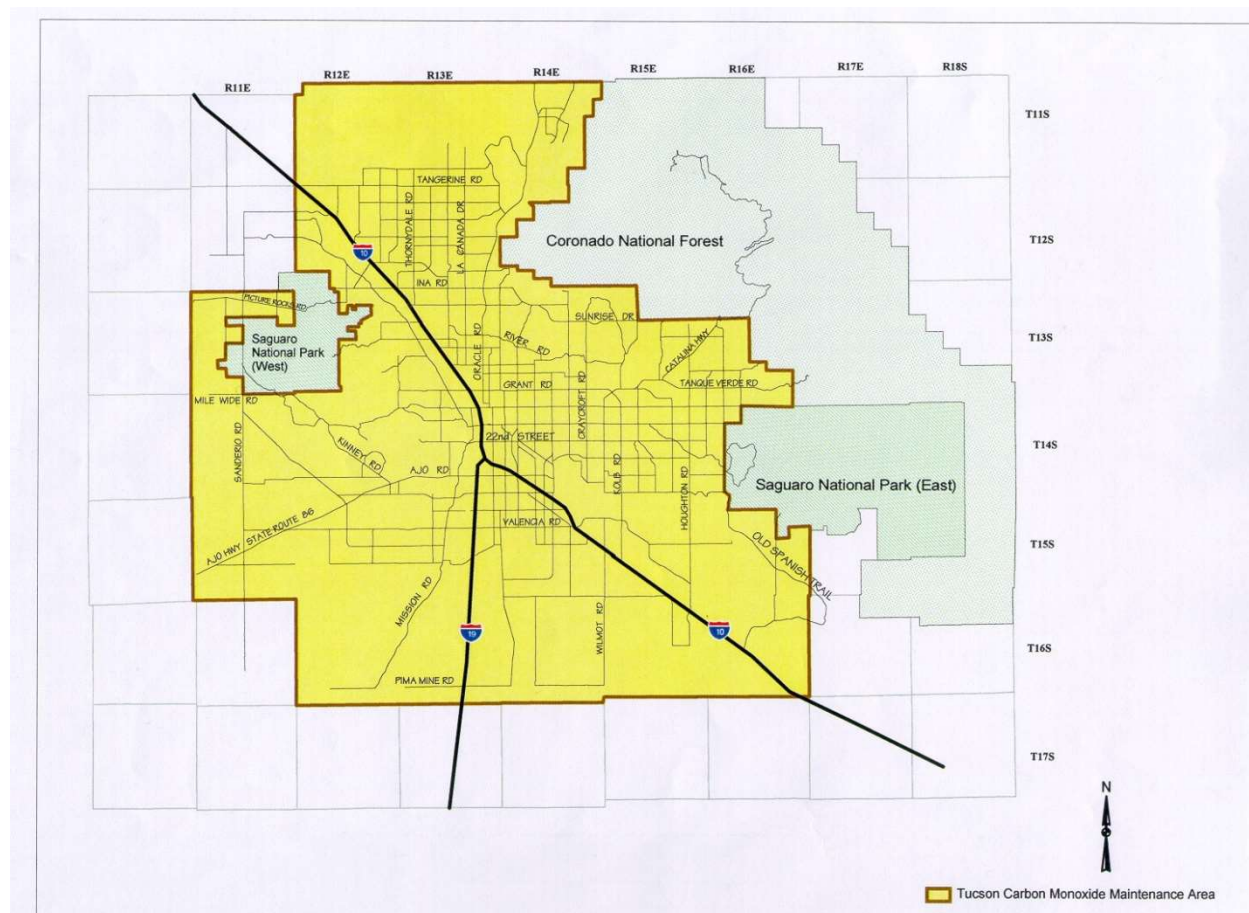 R11E
R12E
R13E
R14E
R15E
R16E
R17E
R18S
T11S
TANGERINE RD
THORNYDALE RD
LA CANADA DR
Coronado National Forest
T12S
10
INA RD
PICTURE ROCKS RD
SUNRISE DR
Saguaro
National Park
(West)
ORACLE RD
RIVER RD
CATALINA HWY
T13S
GRANT RD
CRAYCROFT RD
TANQUE VERDE RD
MILE WIDE RD
SANDERIO RD
KINNEY RD
22nd STREET
T14S
AJO RD
KOLB RD
HOUGHTON RD
Saguaro National Park (East)
AJO HWY STATE ROUTE 86
VALENCIA RD
OLD SPANISH TRAIL
T15S
MISSION RD
WILMOT RD
19
10
T16S
PIMA MINE RD
T17S
N
Tucson Carbon Monoxide Maintenance Area